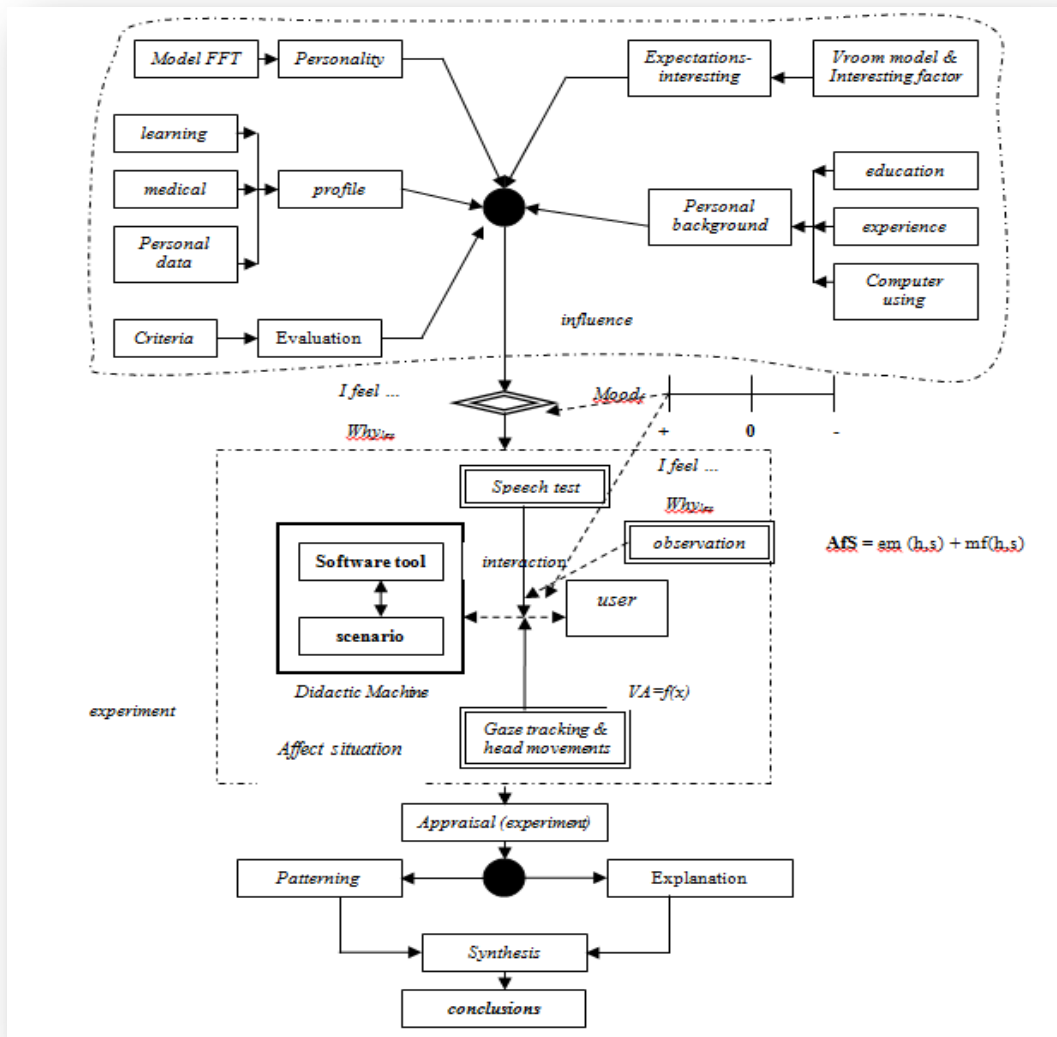 Model FFT
Personality
Expectations-
interesting
Vroom model &
Interesting factor
learning
medical
profile
Personal
data
Personal
background
education
experience
Computer
using
Criteria
Evaluation
influence
I feel ...
Mood
+ 0 -
Why
I feel ...
Speech test
Why
observation
AfS = em (h,s) + mf(h,s)
Software tool
interaction
user
scenario
Didactic Machine
VA=f(x)
experiment
Gaze tracking &
head movements
Affect situation
Appraisal (experiment)
Patterning
Explanation
Synthesis
conclusions